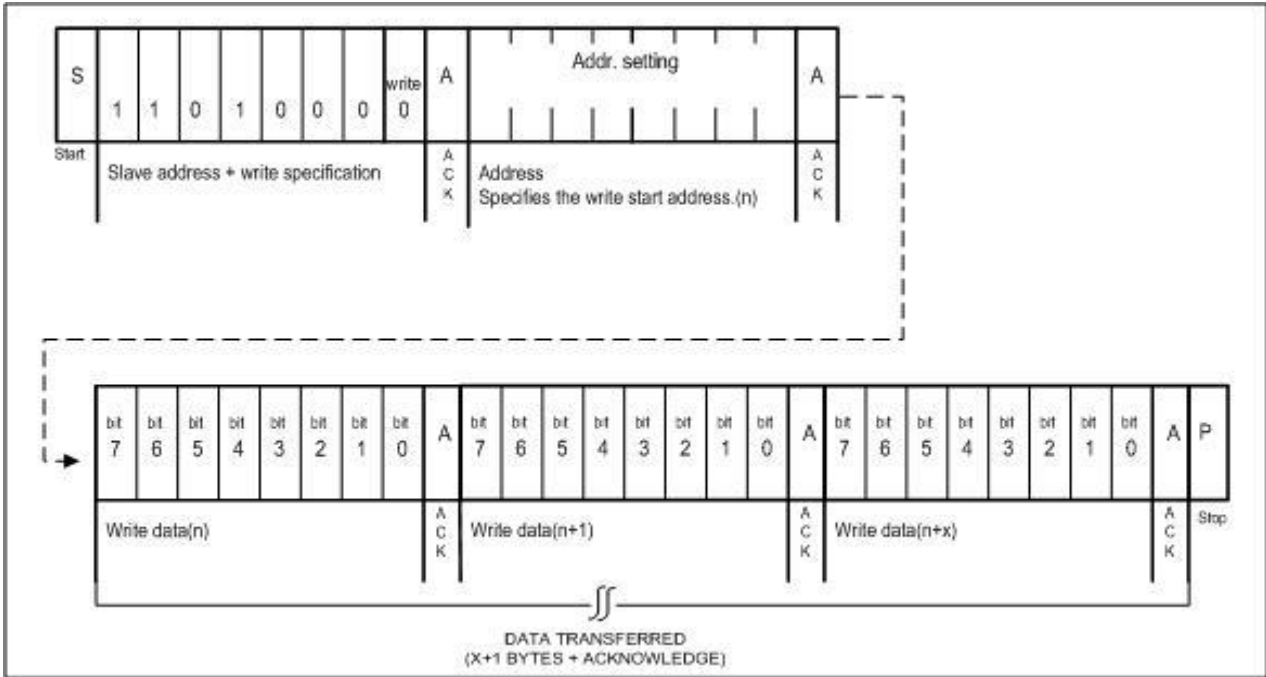 S 1 1 0 1 0 0 0 write 0 A Addr. setting A
Start
Slave address + write specification
A C K
Address
Specifies the write start address.(n)
A C K
bit 7 bit 6 bit 5 bit 4 bit 3 bit 2 bit 1 bit 0 A bit 7 bit 6 bit 5 bit 4 bit 3 bit 2 bit 1 bit 0 A bit 7 bit 6 bit 5 bit 4 bit 3 bit 2 bit 1 bit 0 A P
Write data(n)
A C K
Write data(n+1)
A C K
Write data(n+x)
A C K
Stop
DATA TRANSFERRED
(X+1 BYTES + ACKNOWLEDGE)